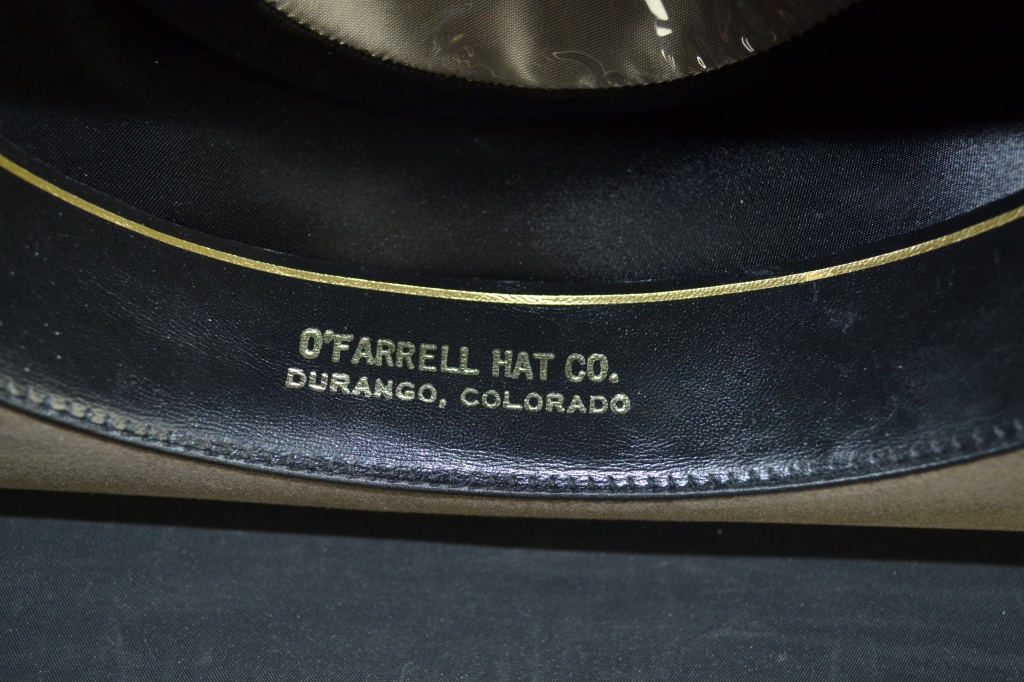 O'FARRELL HAT CO.
DURANGO, COLORADO